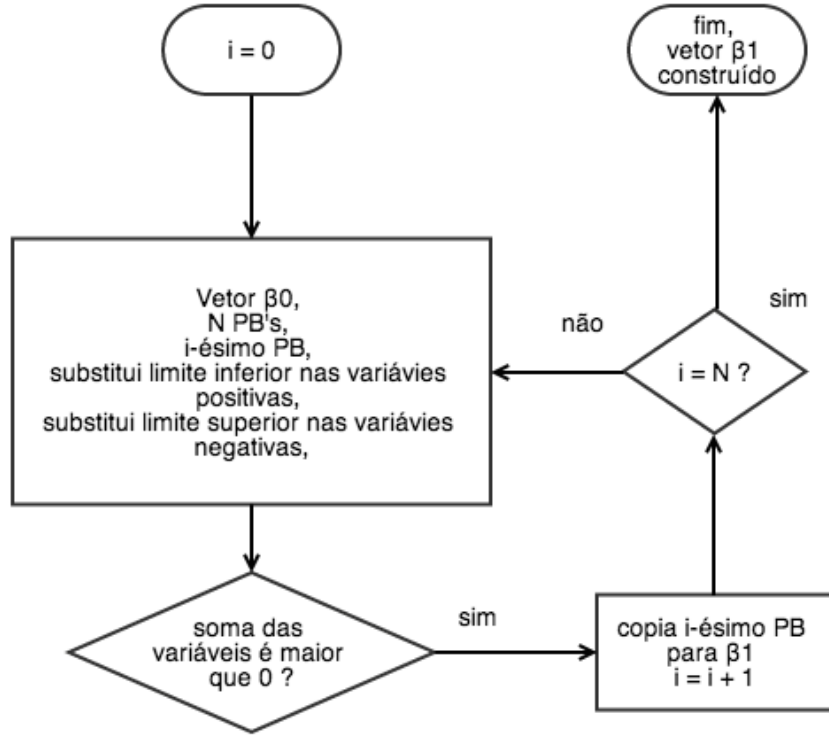 i = 0
fim,
vetor β1
construído
Vetor β0,
N PB's,
i-ésimo PB,
substitui limite inferior nas variávies
positivas,
substitui limite superior nas variávies
negativas,
não
sim
i = N ?
soma das
variáveis é maior
que 0 ?
sim
copia i-ésimo PB
para β1
i = i + 1